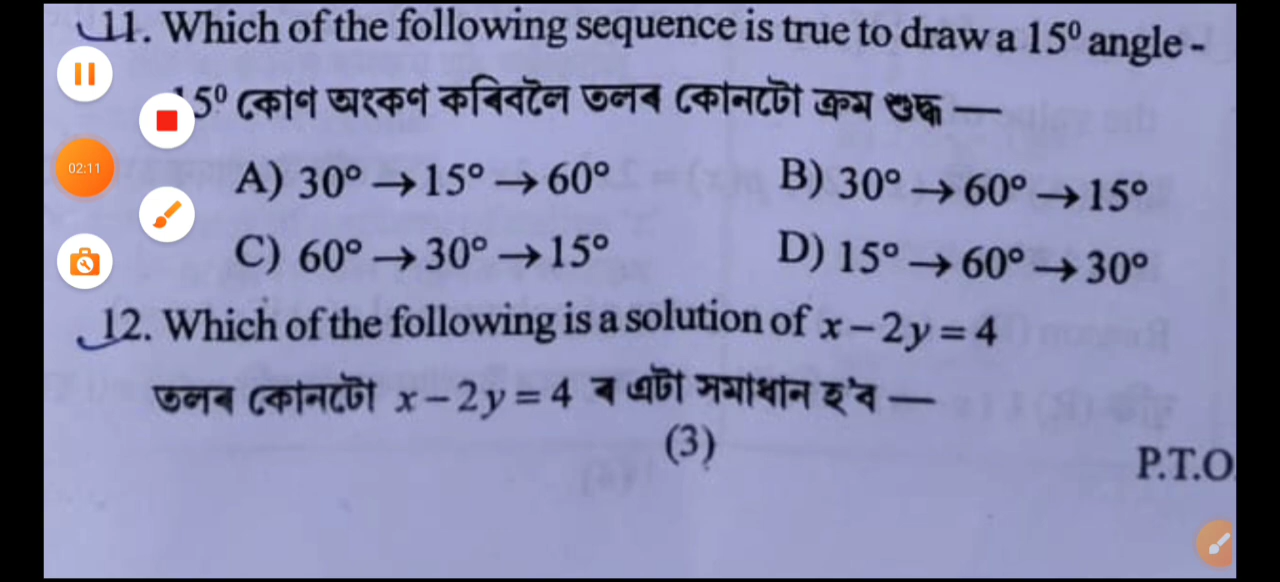 11. Which of the following sequence is true to draw a 15⁰ angle -
15⁰ কোণ অংকণ কৰিবলৈ তলৰ কোনটো ক্ৰম শুদ্ধ —
A) 30° → 15° → 60° B) 30° → 60° → 15°
C) 60° → 30° → 15° D) 15° → 60° → 30°
12. Which of the following is a solution of x – 2y = 4
তলৰ কোনটো x – 2y = 4 ৰ এটা সমাধান হ'ব —
(3)
P.T.O.
02:11